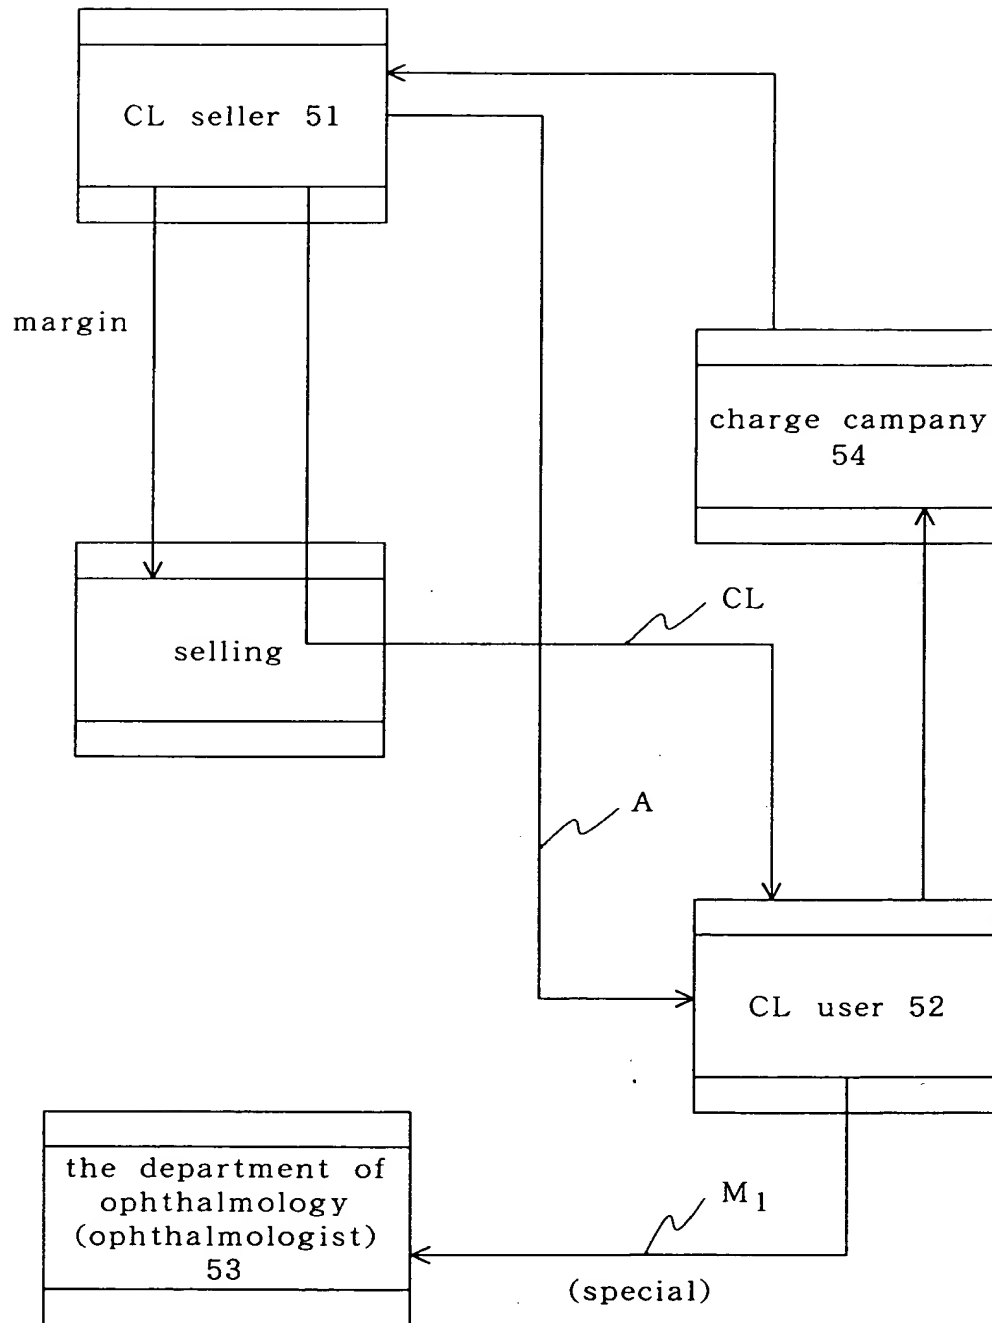 CL seller 51
margin
charge campany
54
CL
selling
A
CL user 52
the department of
ophthalmology
(ophthalmologist)
53
M1
(special)